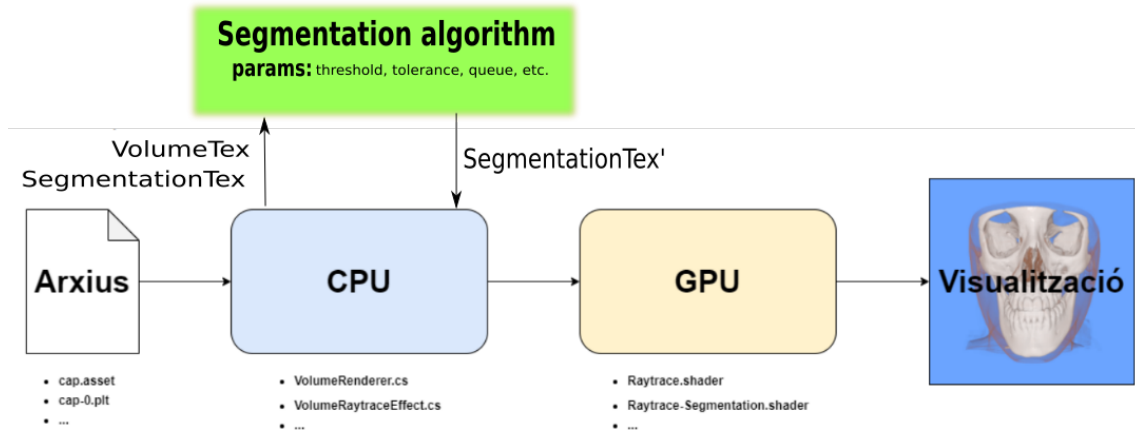 Segmentation algorithm
params: threshold, tolerance, queue, etc.
VolumeTex
SegmentationTex
SegmentationTex'
Arxius
CPU
GPU
Visualització
• cap.asset
• cap-0.plt
• ...
• VolumeRenderer.cs
• VolumeRaytraceEffect.cs
• ...
• Raytrace.shader
• Raytrace-Segmentation.shader
• ...